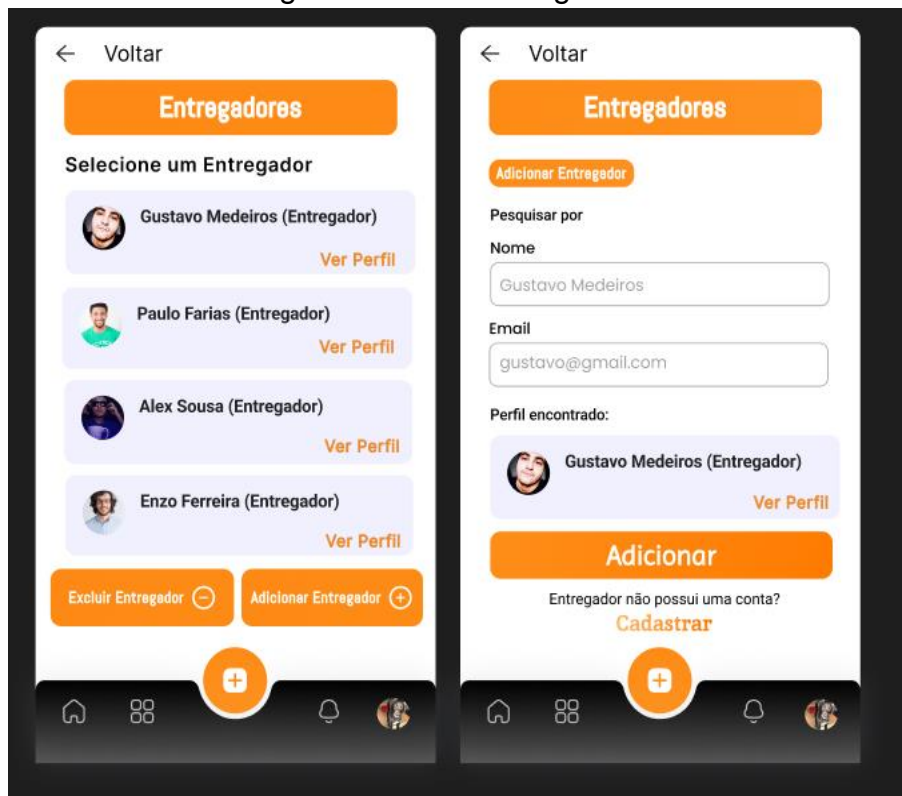 Voltar
Entregadores
Selecione um Entregador
Gustavo Medeiros (Entregador)
Ver Perfil
Paulo Farias (Entregador)
Ver Perfil
Alex Sousa (Entregador)
Ver Perfil
Enzo Ferreira (Entregador)
Ver Perfil
Excluir Entregador
Adicionar Entregador
Voltar
Entregadores
Adicionar Entregador
Pesquisar por
Nome
Gustavo Medeiros
Email
gustavo@gmail.com
Perfil encontrado:
Gustavo Medeiros (Entregador)
Ver Perfil
Adicionar
Entregador não possui uma conta?
Cadastrar